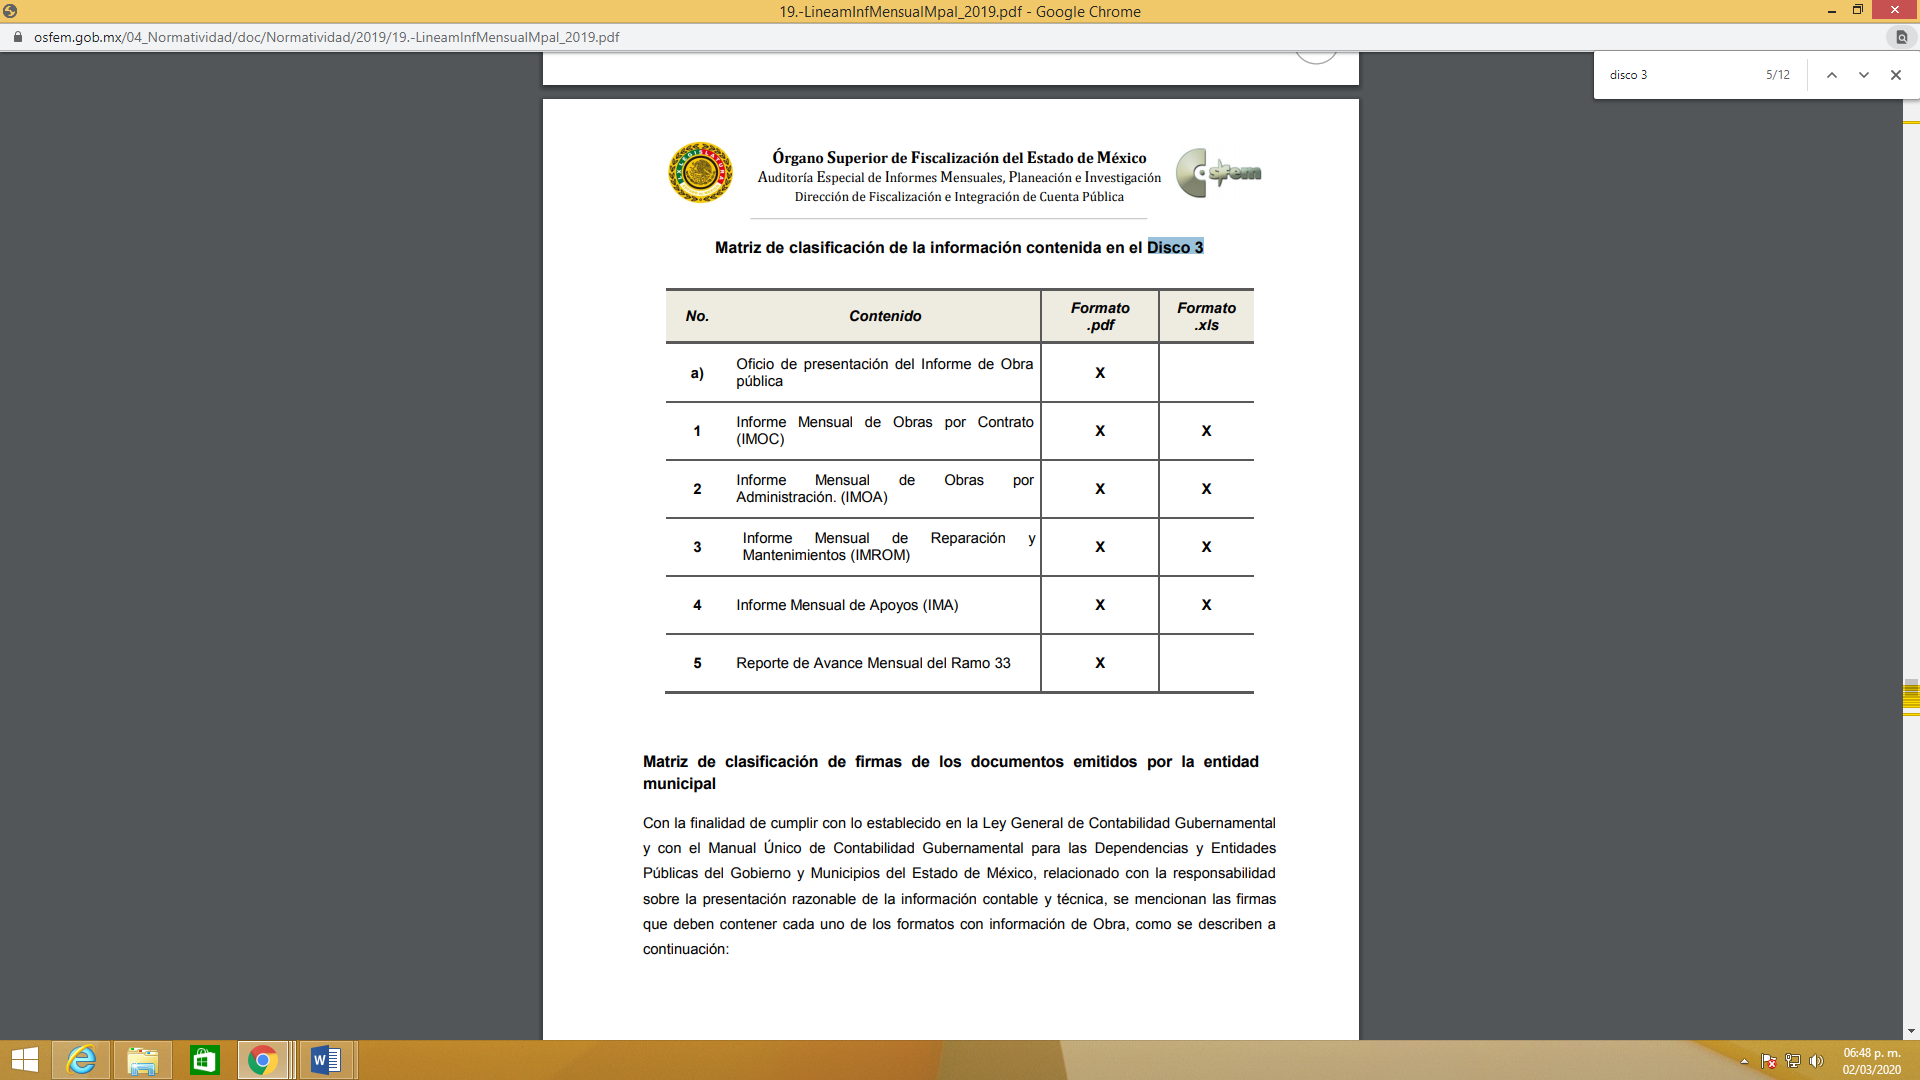 19.-LineamInfMensualMpal_2019.pdf - Google Chrome
osfem.gob.mx/04_Normatividad/doc/Normatividad/2019/19.-LineamInfMensualMpal_2019.pdf
disco 3 5/12
Órgano Superior de Fiscalización del Estado de México
Auditoría Especial de Informes Mensuales, Planeación e Investigación
Dirección de Fiscalización e Integración de Cuenta Pública
osfem
Matriz de clasificación de la información contenida en el Disco 3
No. Contenido Formato .pdf Formato .xls
a) Oficio de presentación del Informe de Obra
pública X
1 Informe Mensual de Obras por Contrato
(IMOC) X X
2 Informe Mensual de Obras por
Administración. (IMOA) X X
3 Informe Mensual de Reparación y
Mantenimientos (IMROM) X X
4 Informe Mensual de Apoyos (IMA) X X
5 Reporte de Avance Mensual del Ramo 33 X
Matriz de clasificación de firmas de los documentos emitidos por la entidad
municipal
Con la finalidad de cumplir con lo establecido en la Ley General de Contabilidad Gubernamental
y con el Manual Único de Contabilidad Gubernamental para las Dependencias y Entidades
Públicas del Gobierno y Municipios del Estado de México, relacionado con la responsabilidad
sobre la presentación razonable de la información contable y técnica, se mencionan las firmas
que deben contener cada uno de los formatos con información de Obra, como se describen a
continuación:
06:48 p. m.
02/03/2020